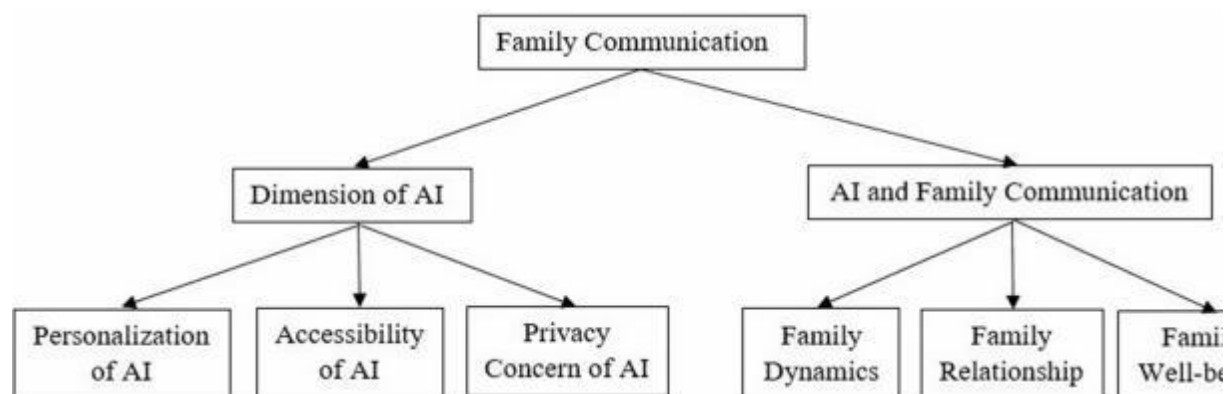 Family Communication
Dimension of AI
AI and Family Communication
Personalization
of AI
Accessibility
of AI
Privacy
Concern of AI
Family
Dynamics
Family
Relationship